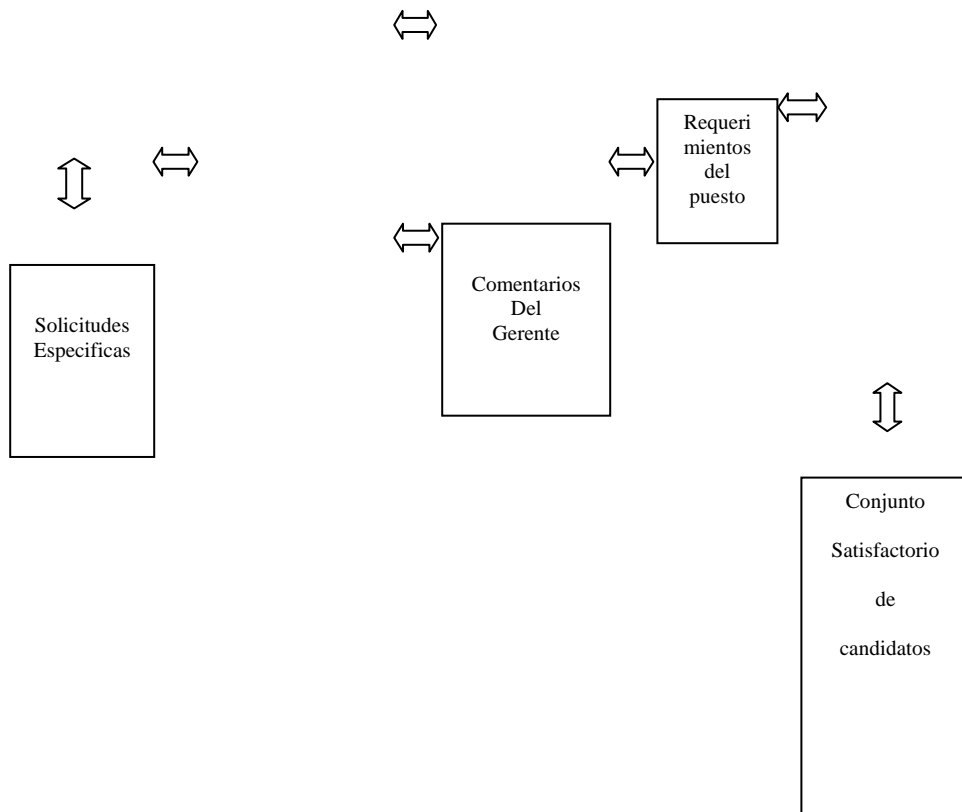 Requeri
mientos
del
puesto
Comentarios
Del
Gerente
Solicitudes
Especificas
Conjunto
Satisfactorio
de
candidatos